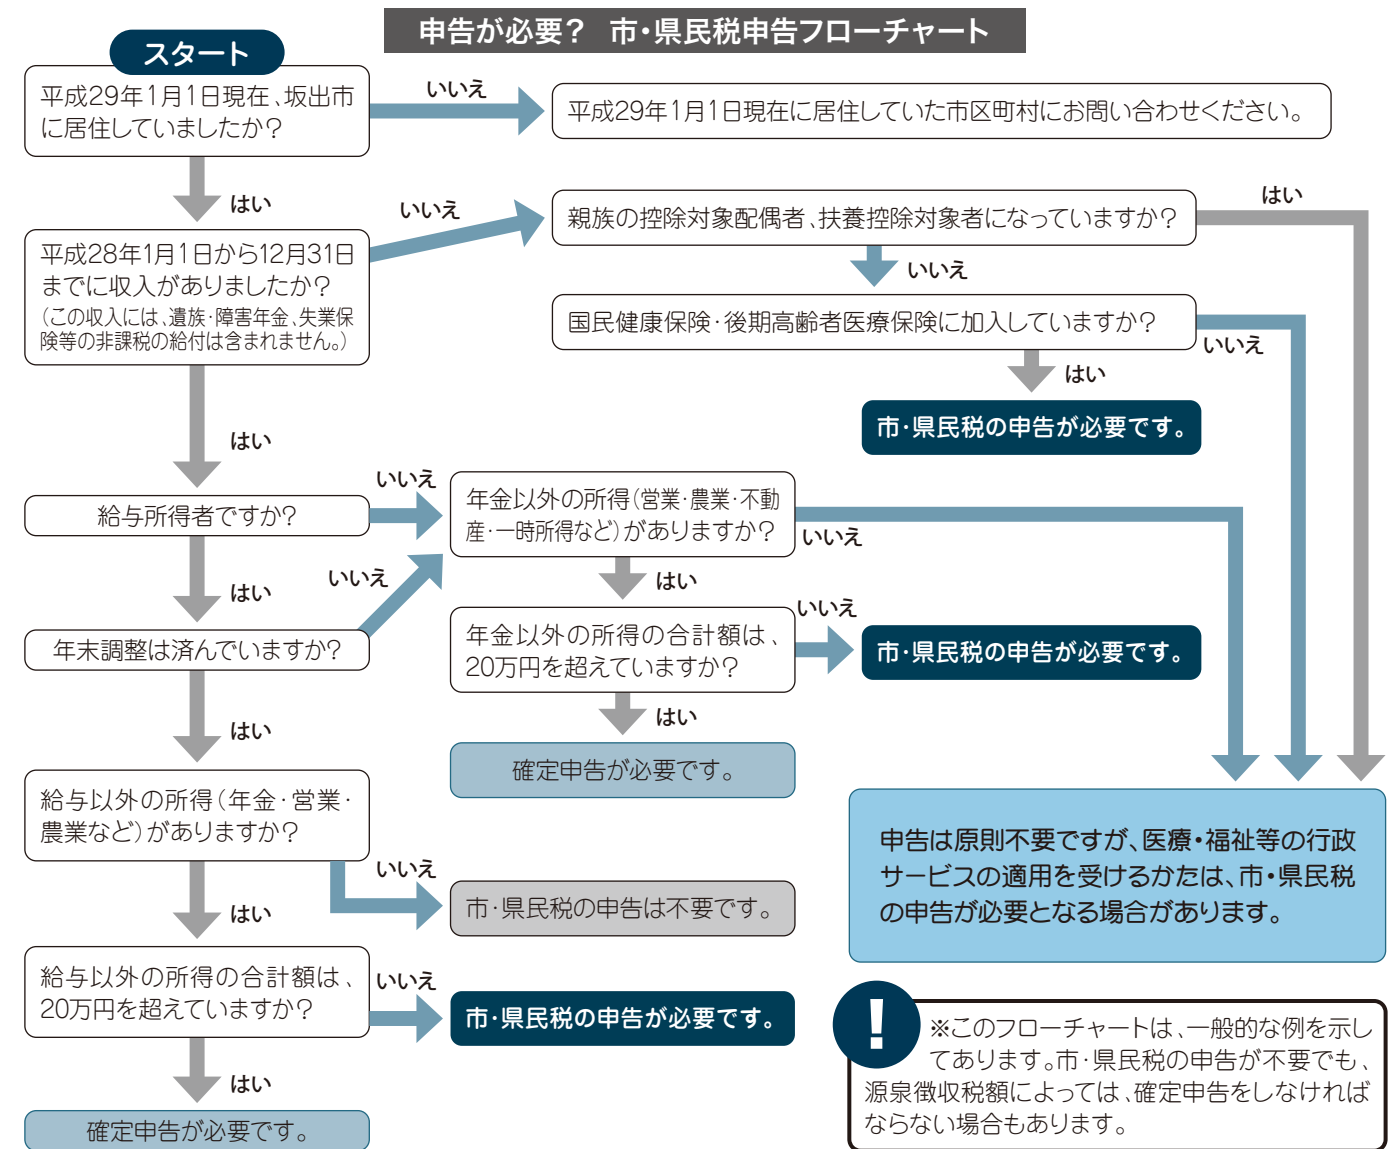 申告が必要？ 市・県民税申告フローチャート
スタート
平成29年1月1日現在、坂出市
に居住していましたか？
いいえ
平成29年1月1日現在に居住していた市区町村にお問い合わせください。
はい
平成28年1月1日から12月31日
までに収入がありましたか？
（この収入には、遺族・障害年金、失業保
険等の非課税の給付は含まれません。）
いいえ
親族の控除対象配偶者、扶養控除対象者になっていますか？
はい
いいえ
国民健康保険・後期高齢者医療保険に加入していますか？
いいえ
はい
市・県民税の申告が必要です。
はい
給与所得者ですか？
いいえ
年金以外の所得（営業・農業・不動
産・一時所得など）がありますか？
いいえ
はい
いいえ
はい
年末調整は済んでいますか？
年金以外の所得の合計額は、
20万円を超えていますか？
いいえ
市・県民税の申告が必要です。
はい
確定申告が必要です。
はい
給与以外の所得（年金・営業・
農業など）がありますか？
いいえ
市・県民税の申告は不要です。
はい
給与以外の所得の合計額は、
20万円を超えていますか？
いいえ
市・県民税の申告が必要です。
はい
確定申告が必要です。
申告は原則不要ですが、医療・福祉等の行政
サービスの適用を受けるかたは、市・県民税
の申告が必要となる場合があります。
!
※このフローチャートは、一般的な例を示し
てあります。市・県民税の申告が不要でも、
源泉徴収税額によっては、確定申告をしなければ
ならない場合もあります。